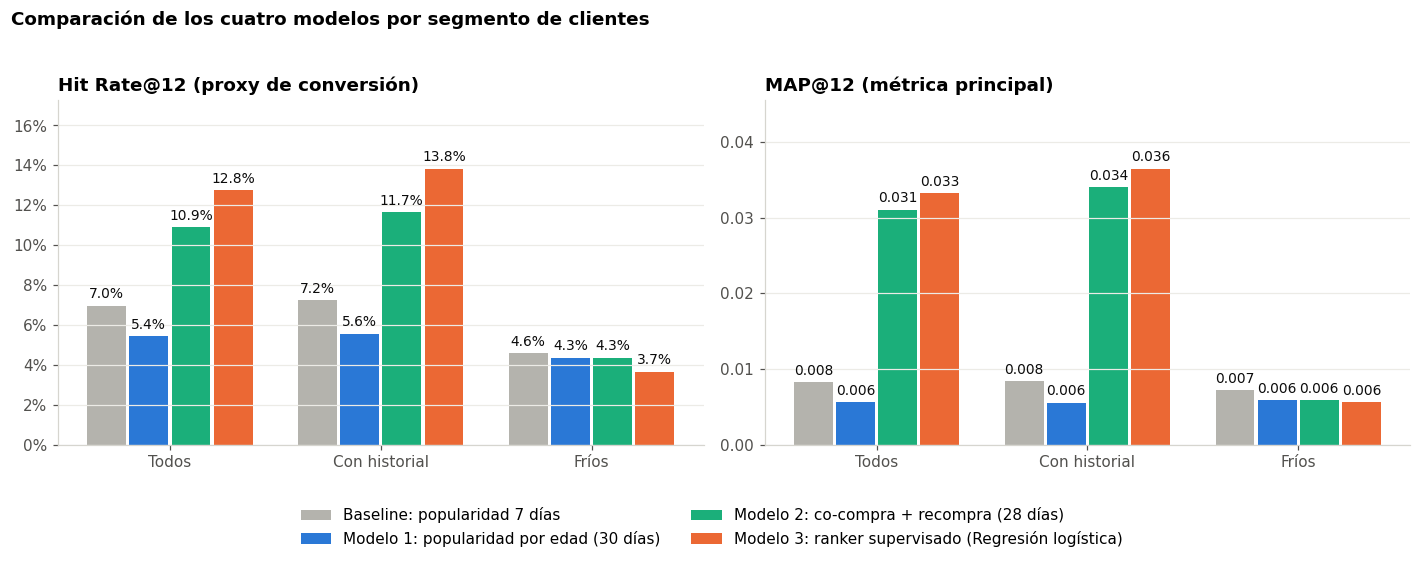 Comparación de los cuatro modelos por segmento de clientes
Hit Rate@12 (proxy de conversión)
16%
14%
12%
10%
8%
6%
4%
2%
0%
7.0%
5.4%
10.9%
12.8%
7.2%
5.6%
11.7%
13.8%
4.6%
4.3%
4.3%
3.7%
Todos
Con historial
Fríos
MAP@12 (métrica principal)
0.04
0.03
0.02
0.01
0.00
0.008
0.006
0.031
0.033
0.008
0.006
0.034
0.036
0.007
0.006
0.006
0.006
Todos
Con historial
Fríos
Baseline: popularidad 7 días
Modelo 1: popularidad por edad (30 días)
Modelo 2: co-compra + recompra (28 días)
Modelo 3: ranker supervisado (Regresión logística)